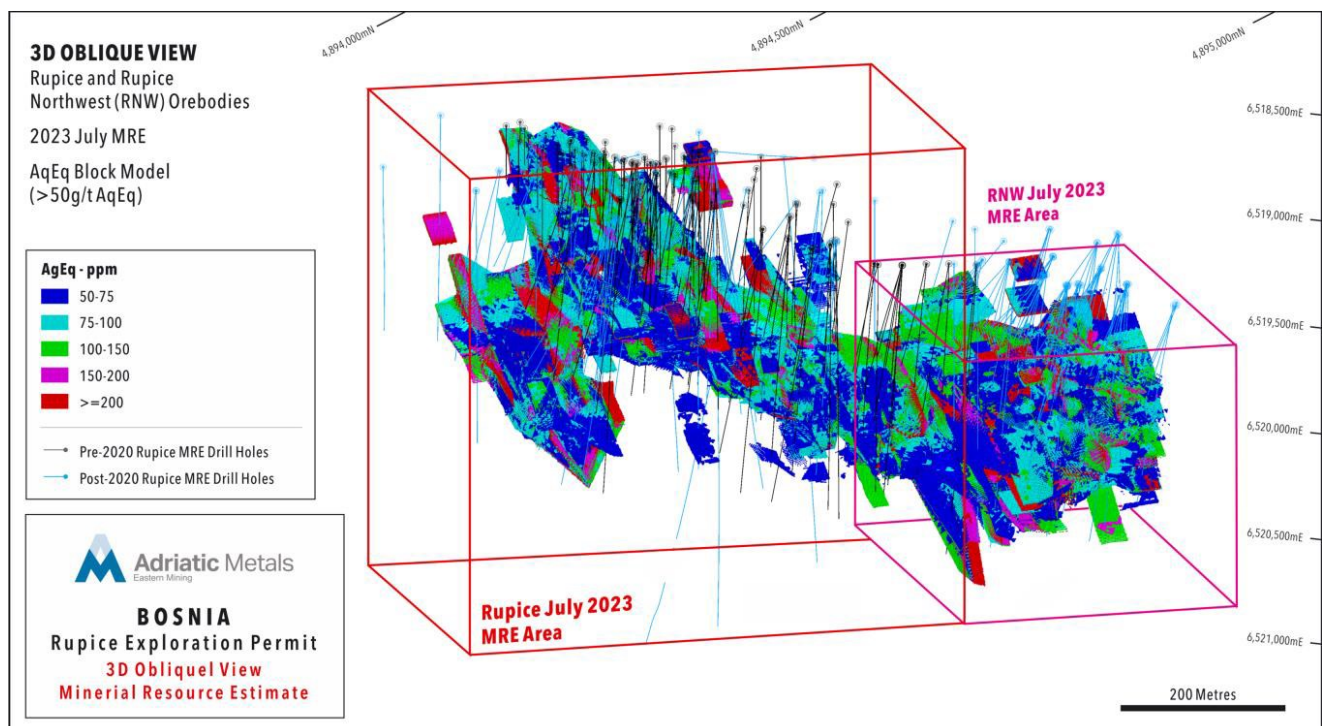 3D OBLIQUE VIEW
Rupice and Rupice
Northwest (RNW) Orebodies
2023 July MRE
AqEq Block Model
(>50g/t AqEq)
AgEq - ppm
50-75
75-100
100-150
150-200
>=200
Pre-2020 Rupice MRE Drill Holes
Post-2020 Rupice MRE Drill Holes
Adriatic Metals
Eastern Mining
BOSNIA
Rupice Exploration Permit
3D Obliquel View
Minerial Resource Estimate
4,894,000mN
4,894,500mN
4,895,000mN
6,518,500mE
6,519,000mE
6,519,500mE
6,520,000mE
6,520,500mE
6,521,000mE
RNW July 2023
MRE Area
Rupice July 2023
MRE Area
200 Metres